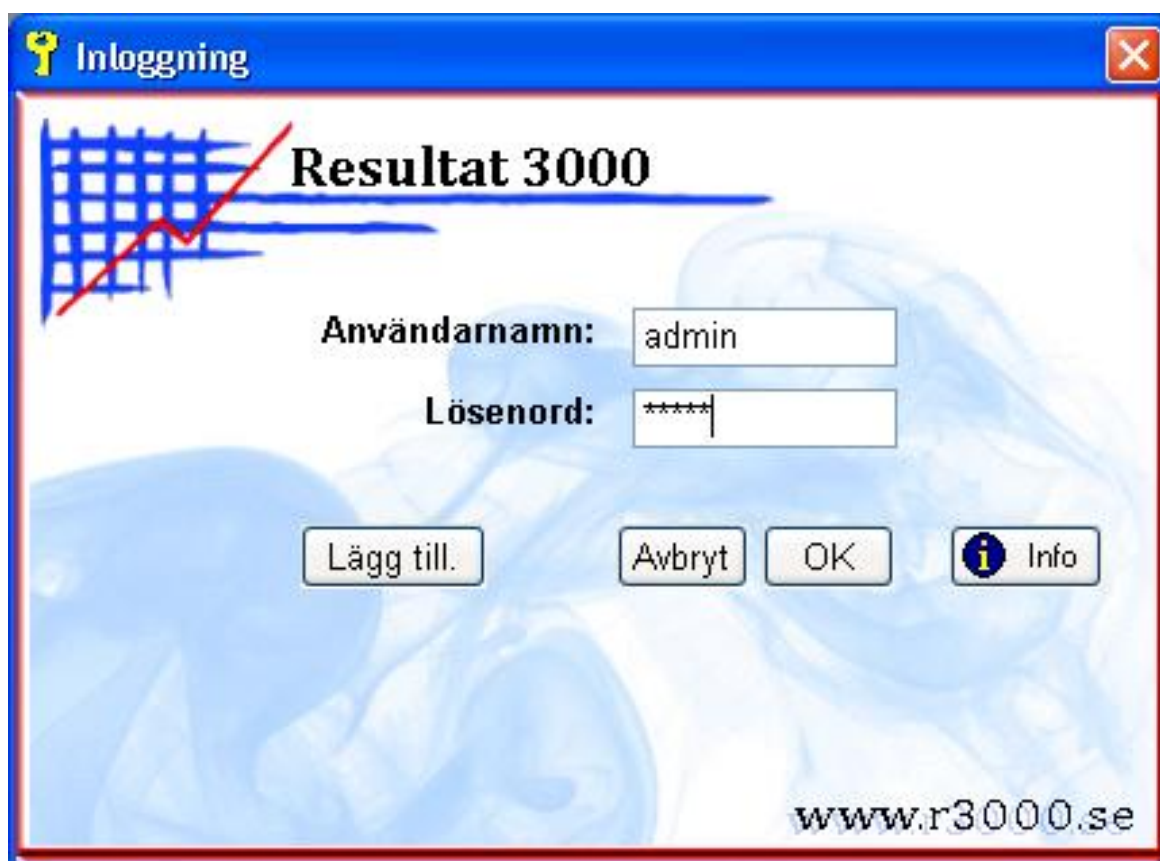 Inloggning
Resultat 3000
Användarnamn: admin
Lösenord: *****
Lägg till. Avbryt OK i Info
www.r3000.se